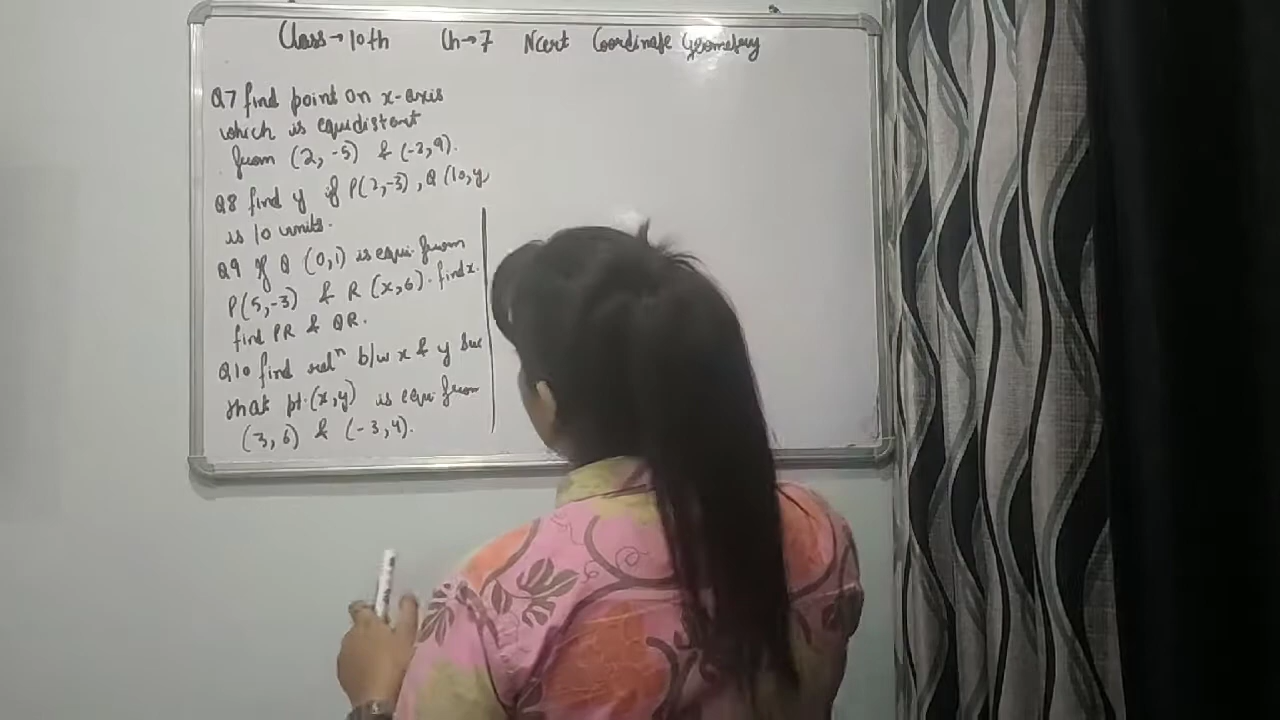 Class → 10th Ch → 7 Ncert Coordinate Geometry
Q7 find point on x-axis
which is equidistant
from (2, -5) & (-2, 9).
Q8 find y if P(2, -3), Q (10, y
is 10 units.
Q9 If Q (0, 1) is equi. from
P(5, -3) & R (x, 6). find x.
find PR & QR.
Q10 find relⁿ b/w x & y
that pt. (x, y) is equi from
(3, 6) & (-3, 4).